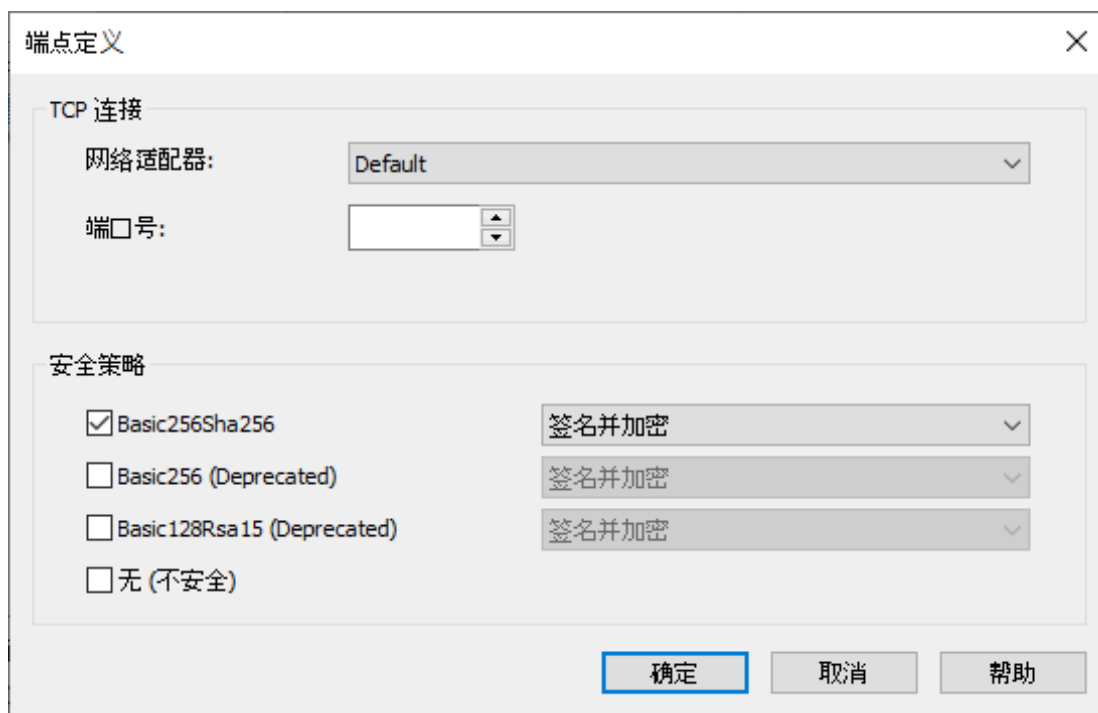 端点定义
TCP 连接
网络适配器: Default
端口号:
安全策略
Basic256Sha256 签名并加密
Basic256 (Deprecated) 签名并加密
Basic128Rsa15 (Deprecated) 签名并加密
无 (不安全)
确定 取消 帮助